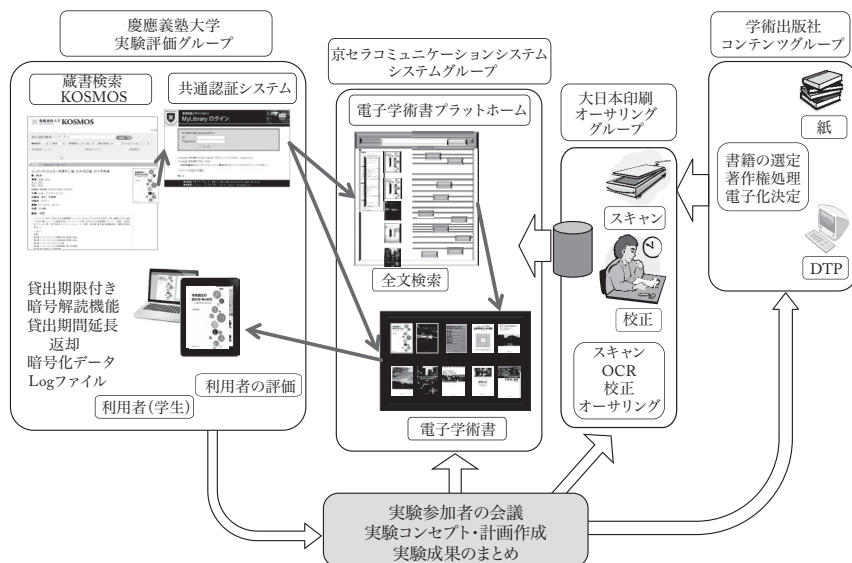 慶應義塾大学
実験評価グループ
蔵書検索
KOSMOS
共通認証システム
KOSMOS
MyLibrary ログイン
貸出期限付き
暗号解読機能
貸出期間延長
返却
暗号化データ
Logファイル
利用者(学生)
利用者の評価
京セラコミュニケーションシステム
システムグループ
電子学術書プラットホーム
全文検索
電子学術書
大日本印刷
オーサリング
グループ
スキャン
校正
スキャン
OCR
校正
オーサリング
学術出版社
コンテンツグループ
紙
書籍の選定
著作権処理
電子化決定
DTP
実験参加者の会議
実験コンセプト・計画作成
実験成果のまとめ